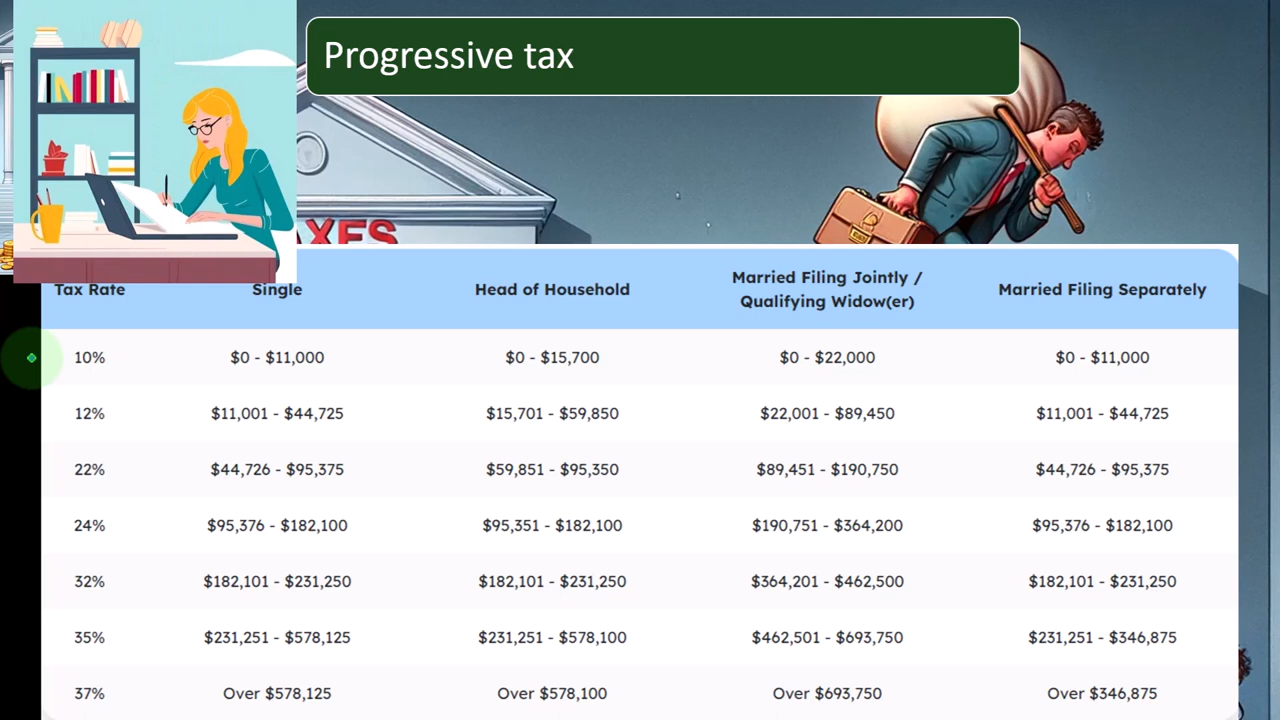 Progressive tax
XES
Tax Rate Single Head of Household Married Filing Jointly / Qualifying Widow(er) Married Filing Separately
10% $0 - $11,000 $0 - $15,700 $0 - $22,000 $0 - $11,000
12% $11,001 - $44,725 $15,701 - $59,850 $22,001 - $89,450 $11,001 - $44,725
22% $44,726 - $95,375 $59,851 - $95,350 $89,451 - $190,750 $44,726 - $95,375
24% $95,376 - $182,100 $95,351 - $182,100 $190,751 - $364,200 $95,376 - $182,100
32% $182,101 - $231,250 $182,101 - $231,250 $364,201 - $462,500 $182,101 - $231,250
35% $231,251 - $578,125 $231,251 - $578,100 $462,501 - $693,750 $231,251 - $346,875
37% Over $578,125 Over $578,100 Over $693,750 Over $346,875